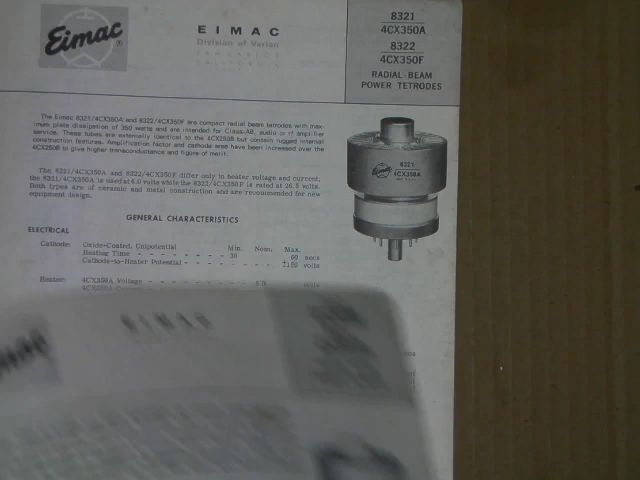 Eimac
EIMAC
Division of Varian
SAN CARLOS
CALIFORNIA
8321
4CX350A
8322
4CX350F
RADIAL-BEAM
POWER TETRODES
The Eimac 8321/4CX350A and 8322/4CX350F are compact radial beam tetrodes with max-
imum plate dissipation of 350 watts and are intended for Class-AB, audio or rf amplifier
service. These tubes are externally identical to the 4CX250B but contain rugged internal
construction features. Amplification factor and cathode area have been increased over the
4CX250B to give higher transconductance and figure of merit.
The 8321/4CX350A and 8322/4CX350F differ only in heater voltage and current;
the 8321/4CX350A is used at 6.0 volts while the 8322/4CX350F is rated at 26.5 volts.
Both types are of ceramic and metal construction and are recommended for new
equipment design.
8321
4CX350A
GENERAL CHARACTERISTICS
ELECTRICAL
Min. Nom. Max.
Cathode: Oxide-Coated, Unipotential
Heating Time - - - - - - - - 30 60 secs
Cathode-to-Heater Potential - - - - - - ±150 volts
Heater: 4CX350A Voltage - - - - - - - - volts
EIMAC